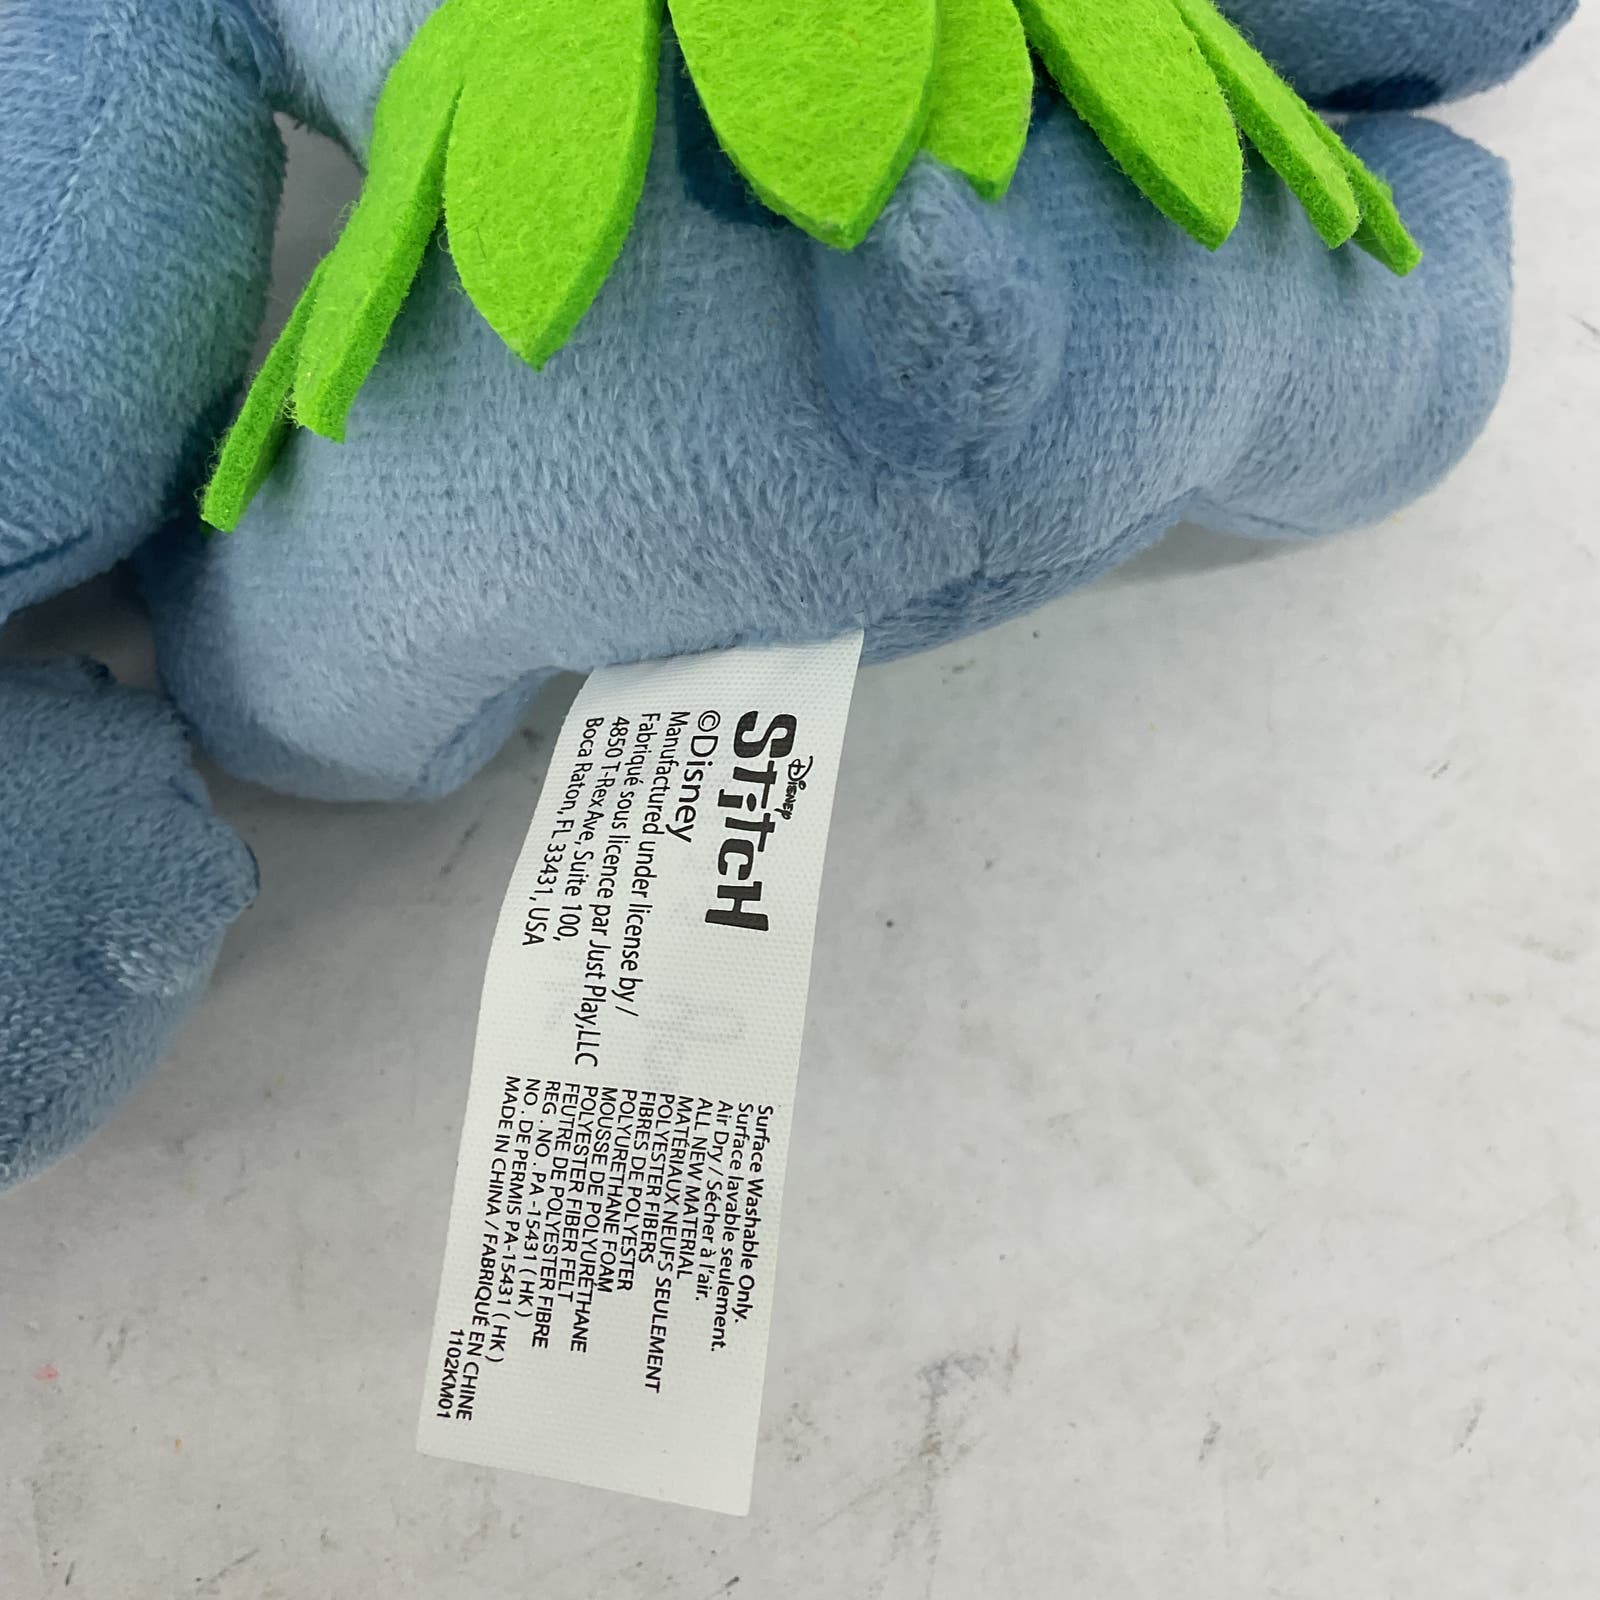 Disney
Stitch
©Disney
Manufactured under license by /
Fabriqué sous licence par Just Play,LLC
4850 T-Rex Ave, Suite 100,
Boca Raton, FL 33431, USA
Surface Washable Only.
Surface lavable seulement.
Air Dry / Sécher à l'air.
ALL NEW MATERIAL
MATÉRIAUX NEUFS SEULEMENT
POLYESTER FIBERS
FIBRES DE POLYESTER
POLYURETHANE FOAM
MOUSSE DE POLYURÉTHANE
POLYESTER FIBER FELT
FEUTRE DE POLYESTER FIBRE
REG . NO . PA -15431 ( HK )
NO . DE PERMIS PA-15431 ( HK )
MADE IN CHINA / FABRIQUÉ EN CHINE
1102KM01